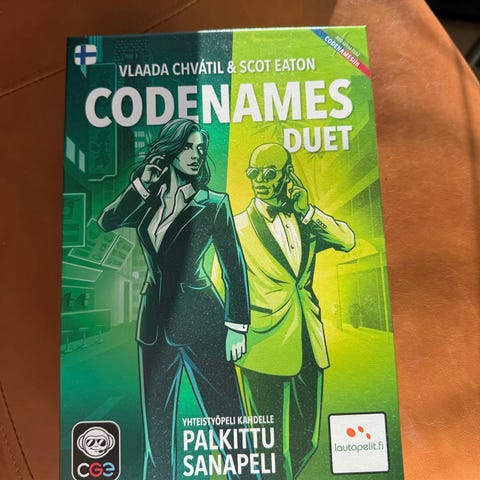 VLAADA CHVÁTIL & SCOT EATON
CODENAMES
DUET
YHTEISTYÖPELI KAHDELLE
PALKITTU
SANAPELI
CGE
lautapelit.fi